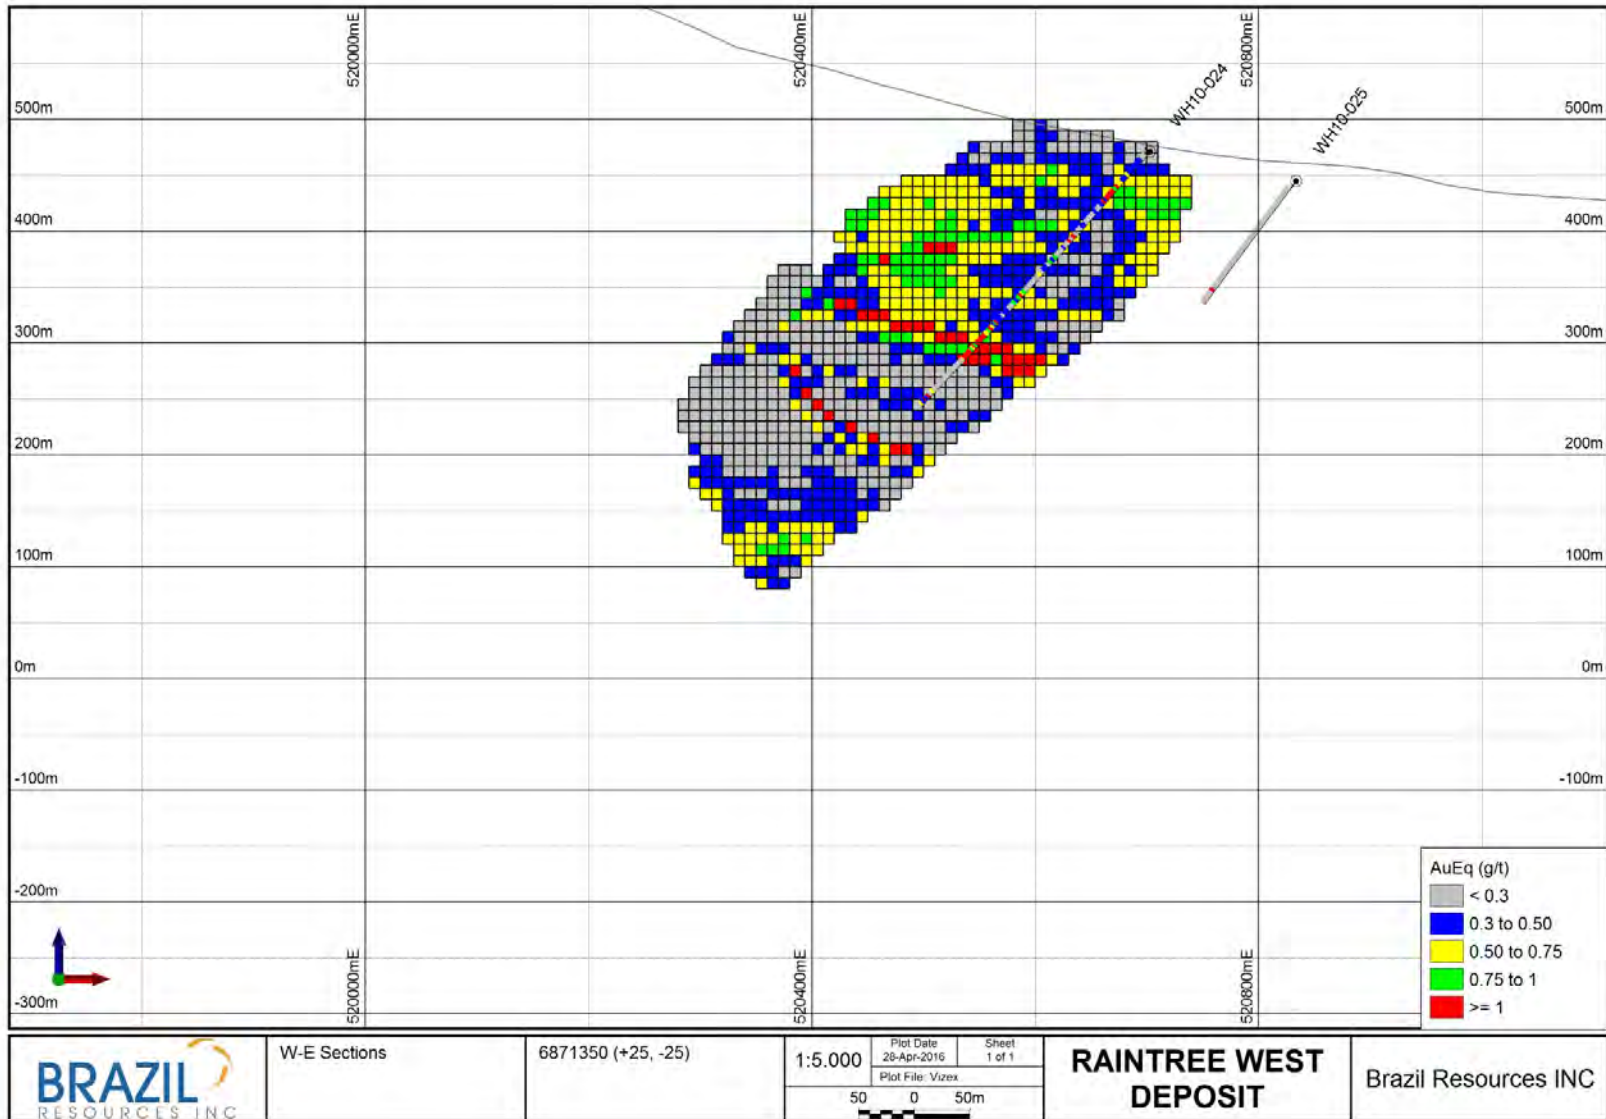 520000mE
520400mE
520800mE
WH10-024
WH10-025
500m
500m
400m
400m
300m
300m
200m
200m
100m
100m
0m
0m
-100m
-100m
-200m
-300m
520000mE
520400mE
520800mE
AuEq (g/t)
< 0.3
0.3 to 0.50
0.50 to 0.75
0.75 to 1
>= 1
BRAZIL
RESOURCES INC
W-E Sections
6871350 (+25, -25)
1:5.000
Plot Date
28-Apr-2016
Sheet
1 of 1
Plot File: Vizex
50 0 50m
RAINTREE WEST
DEPOSIT
Brazil Resources INC